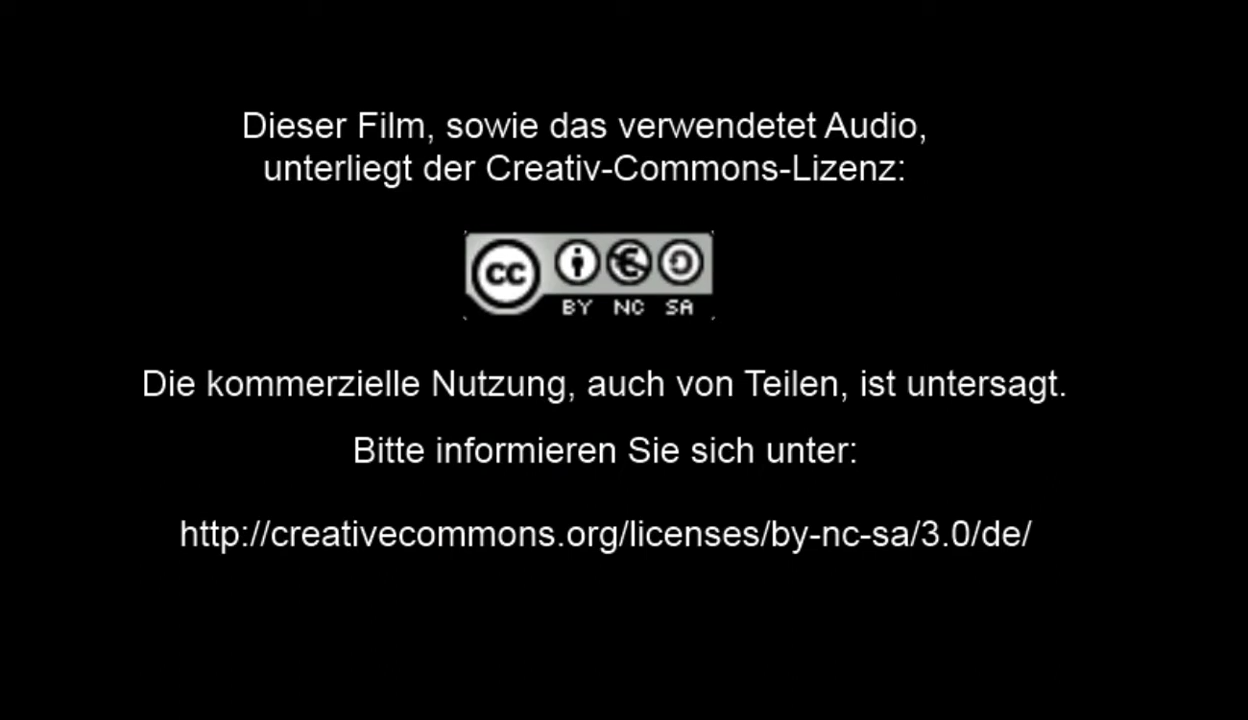 Dieser Film, sowie das verwendetet Audio,
unterliegt der Creativ-Commons-Lizenz:
cc
BY NC SA
Die kommerzielle Nutzung, auch von Teilen, ist untersagt.
Bitte informieren Sie sich unter:
http://creativecommons.org/licenses/by-nc-sa/3.0/de/